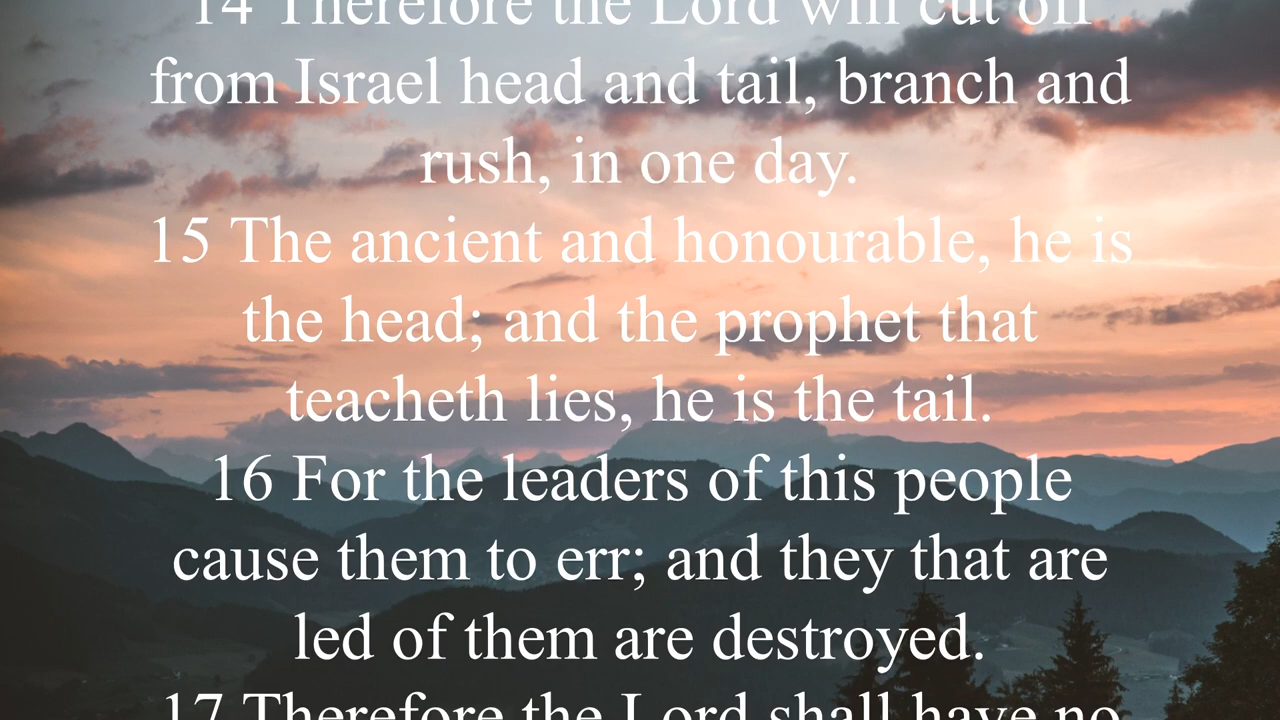 14 Therefore the Lord will cut off
from Israel head and tail, branch and
rush, in one day.
15 The ancient and honourable, he is
the head; and the prophet that
teacheth lies, he is the tail.
16 For the leaders of this people
cause them to err; and they that are
led of them are destroyed.
17 Therefore the Lord shall have no